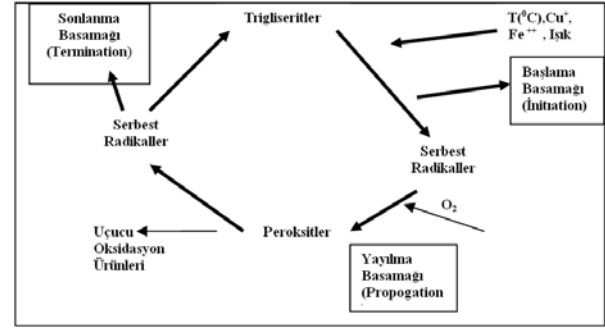 Sonlanma
Basamağı
(Termination)
Trigliseritler
T(⁰C),Cu⁺,
Fe⁺⁺ , Işık
Başlama
Basamağı
(İnitıation)
Serbest
Radikaller
Serbest
Radikaller
O₂
Uçucu
Oksidasyon
Ürünleri
Peroksitler
Yayılma
Basamağı
(Propogation